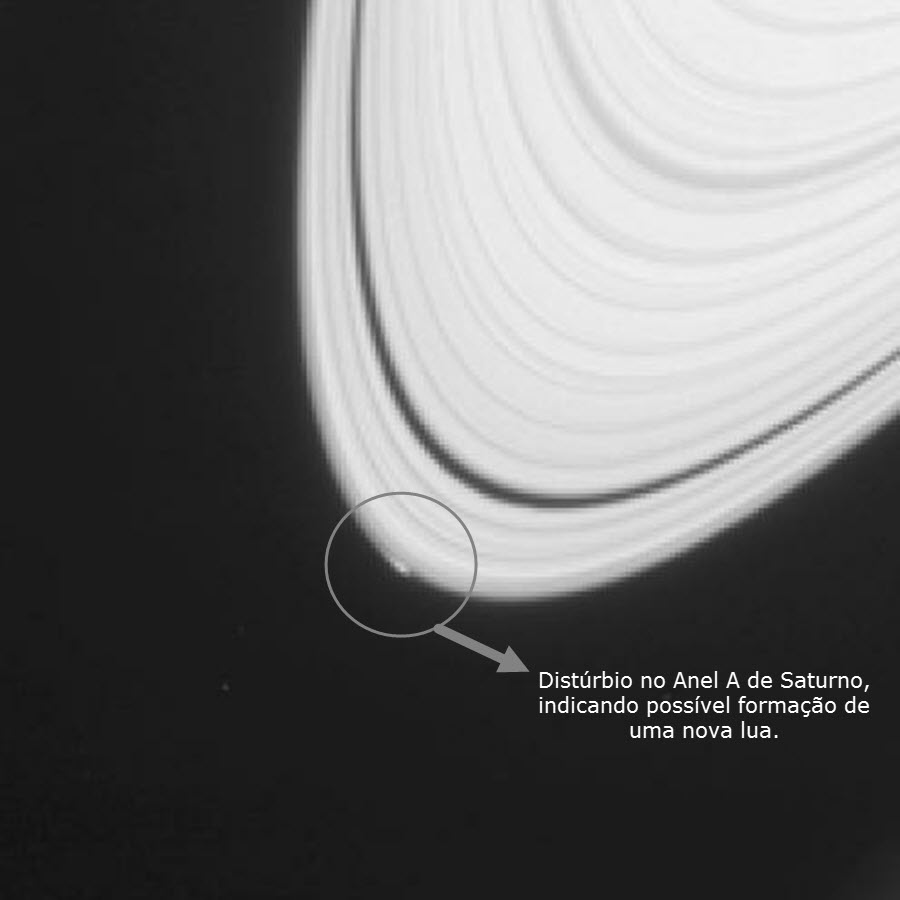 Distúrbio no Anel A de Saturno,
indicando possível formação de
uma nova lua.